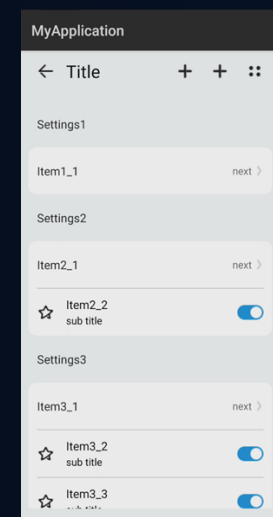 MyApplication
Title
Settings1
Item1_1 next
Settings2
Item2_1 next
Item2_2
sub title
Settings3
Item3_1 next
Item3_2
sub title
Item3_3